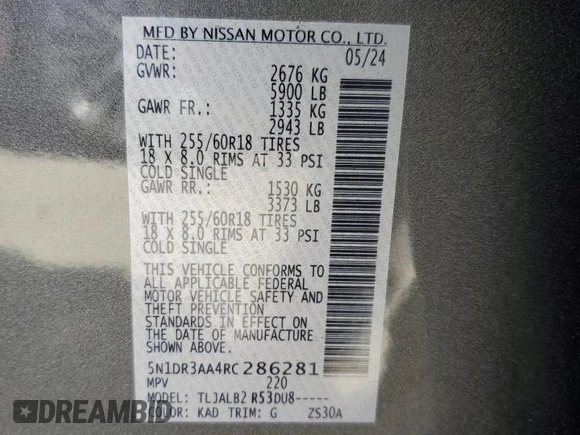 MFD BY NISSAN MOTOR CO., LTD.
DATE: 05/24
GVWR: 2676 KG
5900 LB
GAWR FR.: 1335 KG
2943 LB
WITH 255/60R18 TIRES
18 X 8.0 RIMS AT 33 PSI
COLD SINGLE
GAWR RR.: 1530 KG
3373 LB
WITH 255/60R18 TIRES
18 X 8.0 RIMS AT 33 PSI
COLD SINGLE
THIS VEHICLE CONFORMS TO
ALL APPLICABLE FEDERAL
MOTOR VEHICLE SAFETY AND
THEFT PREVENTION
STANDARDS IN EFFECT ON
THE DATE OF MANUFACTURE
SHOWN ABOVE.
5N1DR3AA4RC286281
MPV 220
MODEL: TLJALB2 R53DU8-----
COLOR: KAD TRIM: G ZS30A
DREAMBID